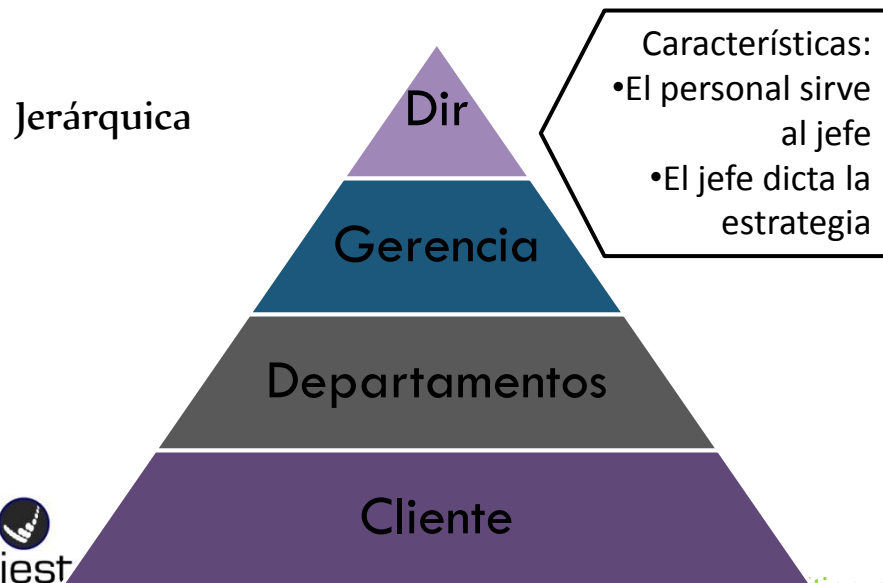 Jerárquica
Dir
Características:
•El personal sirve
al jefe
•El jefe dicta la
estrategia
Gerencia
Departamentos
Cliente
iest